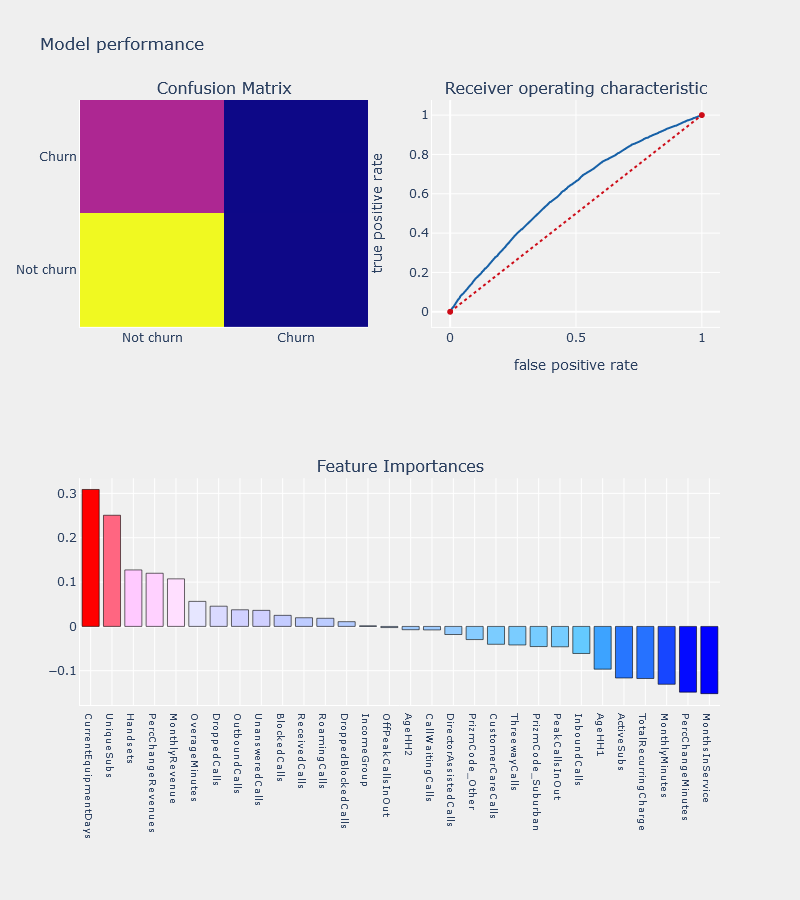 Model performance
Confusion Matrix
Churn
Not churn
Not churn
Churn
Receiver operating characteristic
true positive rate
1
0.8
0.6
0.4
0.2
0
0
0.5
1
false positive rate
Feature Importances
0.3
0.2
0.1
0
−0.1
CurrentEquipmentDays
UniqueSubs
Handsets
PercChangeRevenues
MonthlyRevenue
OverageMinutes
DroppedCalls
OutboundCalls
UnansweredCalls
BlockedCalls
ReceivedCalls
RoamingCalls
DroppedBlockedCalls
IncomeGroup
OffPeakCallsInOut
AgeHH2
CallWaitingCalls
DirectorAssistedCalls
PrizmCode_Other
CustomerCareCalls
ThreewayCalls
PrizmCode_Suburban
PeakCallsInOut
InboundCalls
AgeHH1
ActiveSubs
TotalRecurringCharge
MonthlyMinutes
PercChangeMinutes
MonthsInService